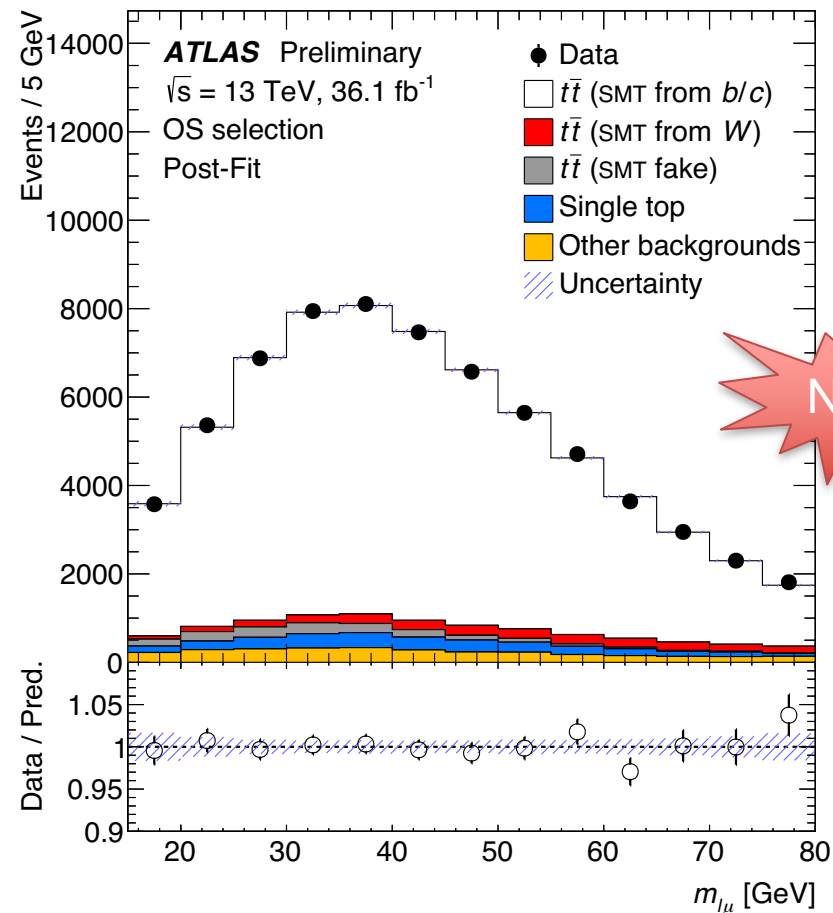 Events / 5 GeV
14000
12000
10000
8000
6000
4000
2000
0
ATLAS Preliminary
√s = 13 TeV, 36.1 fb⁻¹
OS selection
Post-Fit
Data
tt̄ (SMT from b/c)
tt̄ (SMT from W)
tt̄ (SMT fake)
Single top
Other backgrounds
Uncertainty
N
Data / Pred.
1.05
1
0.95
0.9
20 30 40 50 60 70 80
m_lμ [GeV]